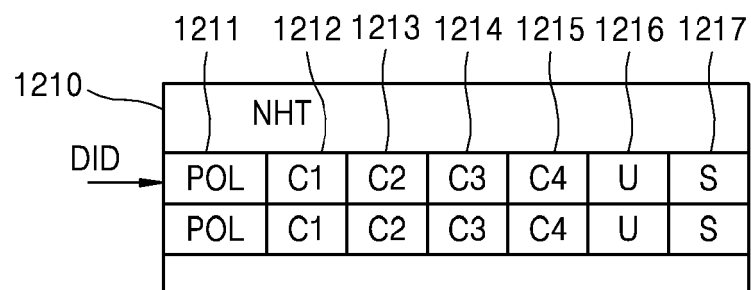 1211 1212 1213 1214 1215 1216 1217
1210
NHT
DID
POL C1 C2 C3 C4 U S
POL C1 C2 C3 C4 U S